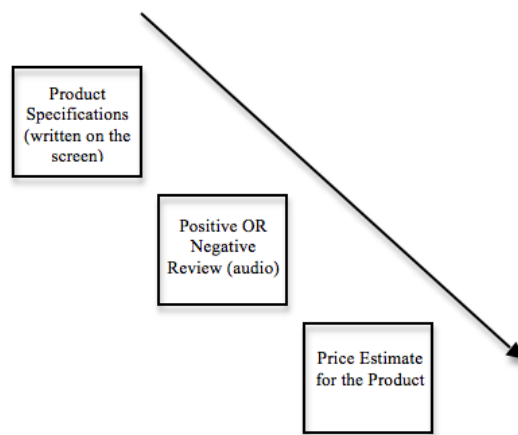 Product
Specifications
(written on the
screen)
Positive OR
Negative
Review (audio)
Price Estimate
for the Product